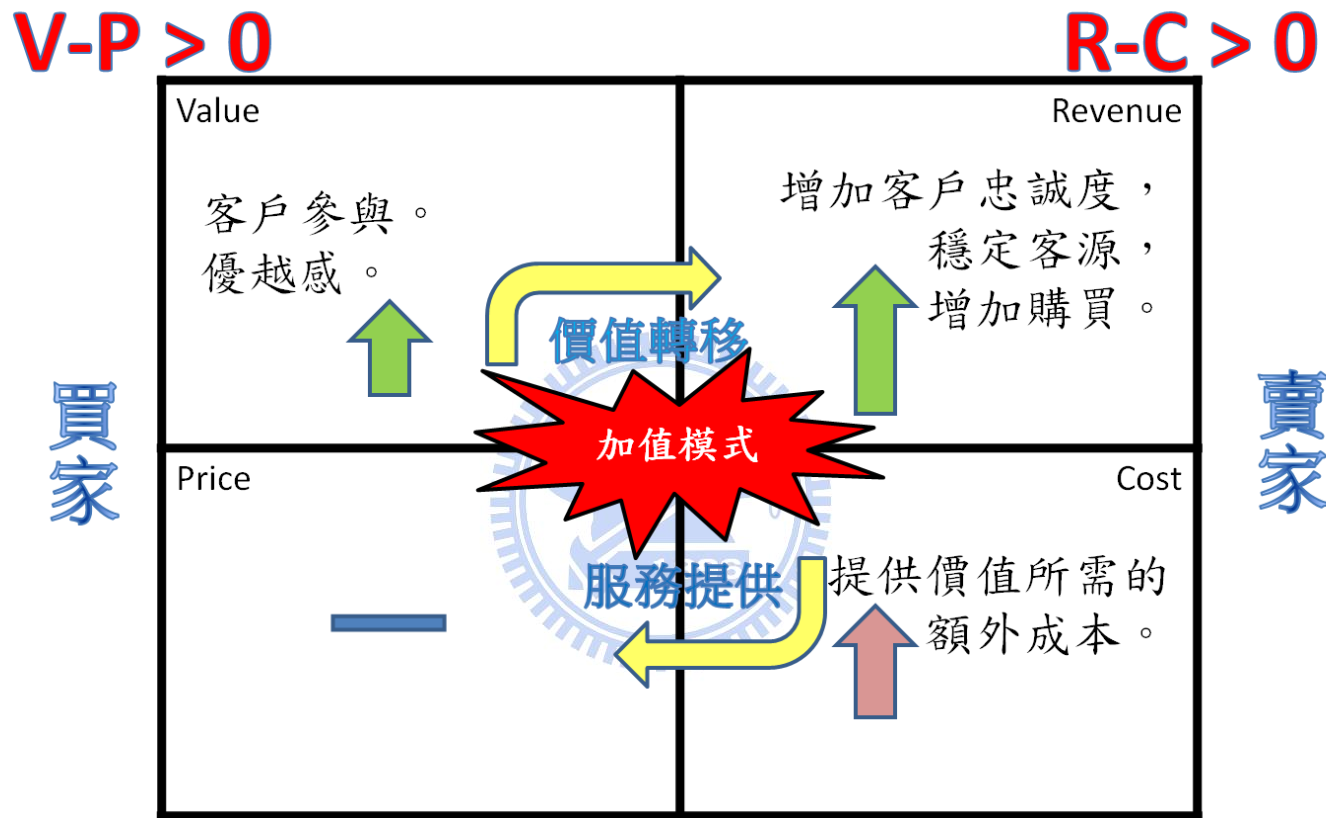 V-P > 0
R-C > 0
Value
客戶參與。
優越感。
Revenue
增加客戶忠誠度，
穩定客源，
增加購買。
價值轉移
買家
賣家
加值模式
Price
Cost
服務提供
提供價值所需的
額外成本。